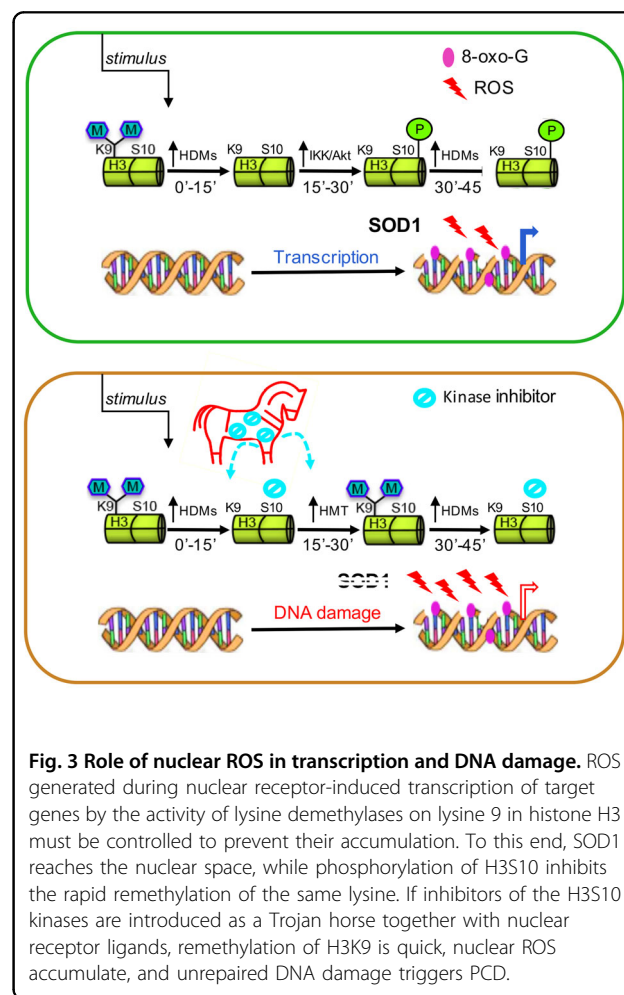 stimulus
8-oxo-G
ROS
M M
P
P
K9 S10 HDMs K9 S10 IKK/Akt K9 S10 HDMs K9 S10
H3 H3 H3 H3
0'-15' 15'-30' 30'-45
SOD1
Transcription
stimulus
Kinase inhibitor
M M
M M
K9 S10 HDMs K9 S10 HMT K9 S10 HDMs K9 S10
H3 H3 H3 H3
0'-15' 15'-30' 30'-45'
SOD1
DNA damage
Fig. 3 Role of nuclear ROS in transcription and DNA damage. ROS
generated during nuclear receptor-induced transcription of target
genes by the activity of lysine demethylases on lysine 9 in histone H3
must be controlled to prevent their accumulation. To this end, SOD1
reaches the nuclear space, while phosphorylation of H3S10 inhibits
the rapid remethylation of the same lysine. If inhibitors of the H3S10
kinases are introduced as a Trojan horse together with nuclear
receptor ligands, remethylation of H3K9 is quick, nuclear ROS
accumulate, and unrepaired DNA damage triggers PCD.